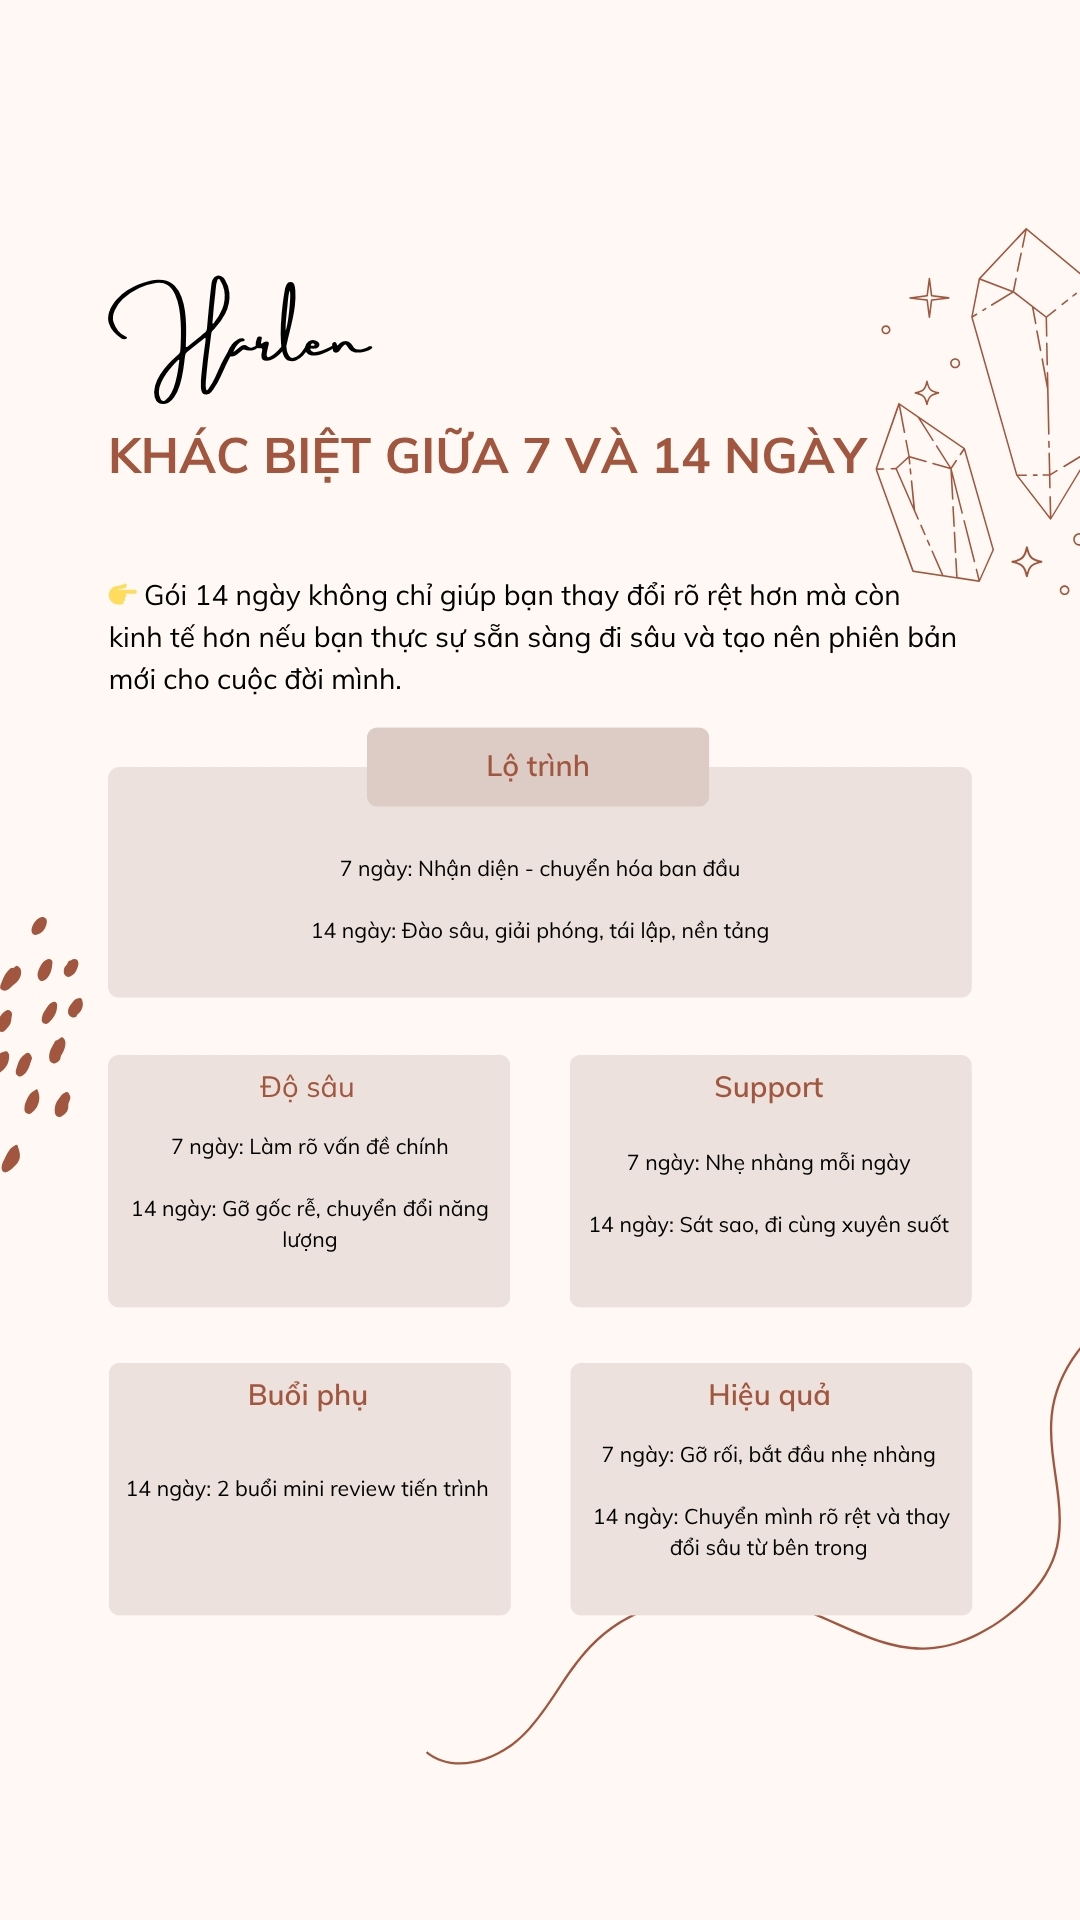 Harlen
KHÁC BIỆT GIỮA 7 VÀ 14 NGÀY
👉 Gói 14 ngày không chỉ giúp bạn thay đổi rõ rệt hơn mà còn
kinh tế hơn nếu bạn thực sự sẵn sàng đi sâu và tạo nên phiên bản
mới cho cuộc đời mình.
Lộ trình
7 ngày: Nhận diện - chuyển hóa ban đầu
14 ngày: Đào sâu, giải phóng, tái lập, nền tảng
Độ sâu
7 ngày: Làm rõ vấn đề chính
14 ngày: Gỡ gốc rễ, chuyển đổi năng
lượng
Support
7 ngày: Nhẹ nhàng mỗi ngày
14 ngày: Sát sao, đi cùng xuyên suốt
Buổi phụ
14 ngày: 2 buổi mini review tiến trình
Hiệu quả
7 ngày: Gỡ rối, bắt đầu nhẹ nhàng
14 ngày: Chuyển mình rõ rệt và thay
đổi sâu từ bên trong